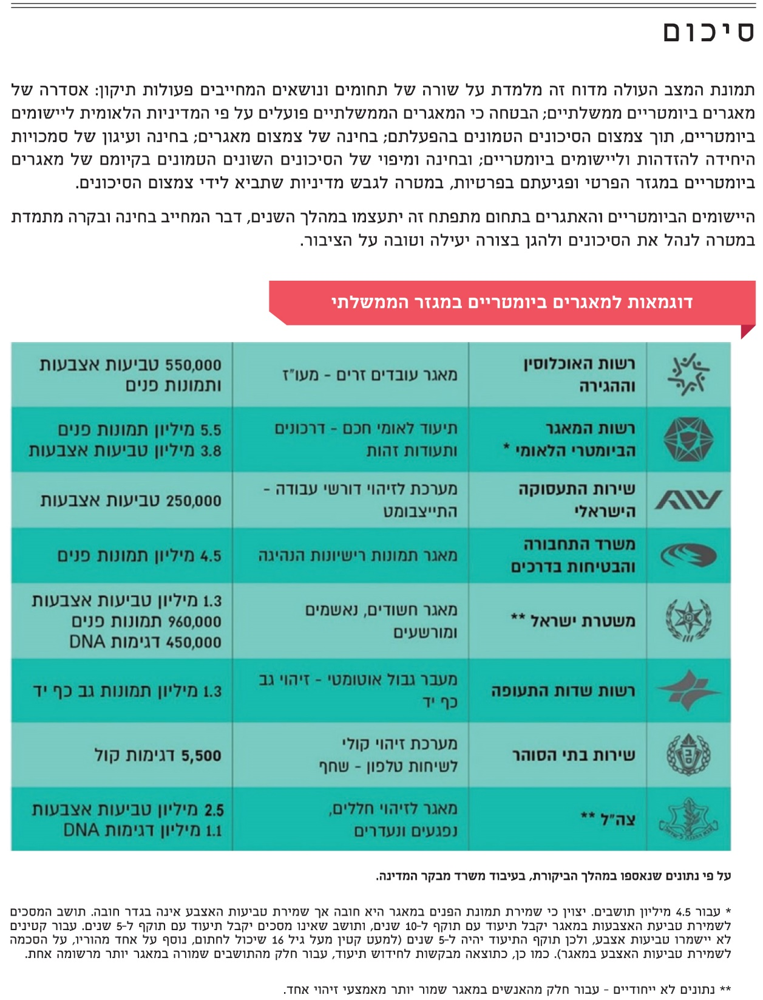 סיכום
תמונת המצב העולה מדוח זה מלמדת על שורה של תחומים ונושאים המחייבים פעולות תיקון: אסדרה של
מאגרים ביומטריים ממשלתיים; הבטחה כי המאגרים הממשלתיים פועלים על פי המדיניות הלאומית ליישומים
ביומטריים, תוך צמצום הסיכונים הטמונים בהפעלתם; בחינה של צמצום מאגרים; בחינה ועיגון של סמכויות
היחידה להזדהות וליישומים ביומטריים; ובחינה ומיפוי של הסיכונים השונים הטמונים בקיומם של מאגרים
ביומטריים במגזר הפרטי ופגיעתם בפרטיות, במטרה לגבש מדיניות שתביא לידי צמצום הסיכונים.
היישומים הביומטריים והאתגרים בתחום מתפתח זה יתעצמו במהלך השנים, דבר המחייב בחינה ובקרה מתמדת
במטרה לנהל את הסיכונים ולהגן בצורה יעילה וטובה על הציבור.
דוגמאות למאגרים ביומטריים במגזר הממשלתי
רשות האוכלוסין
וההגירה
מאגר עובדים זרים - מעו"ז
550,000 טביעות אצבעות
ותמונות פנים
רשות המאגר
הביומטרי הלאומי *
תיעוד לאומי חכם - דרכונים
ותעודות זהות
5.5 מיליון תמונות פנים
3.8 מיליון טביעות אצבעות
שירות התעסוקה
הישראלי
מערכת לזיהוי דורשי עבודה -
התייצבומט
250,000 טביעות אצבעות
משרד התחבורה
והבטיחות בדרכים
מאגר תמונות רישיונות הנהיגה
4.5 מיליון תמונות פנים
משטרת ישראל **
מאגר חשודים, נאשמים
ומורשעים
1.3 מיליון טביעות אצבעות
960,000 תמונות פנים
450,000 דגימות DNA
רשות שדות התעופה
מעבר גבול אוטומטי - זיהוי גב
כף יד
1.3 מיליון תמונות גב כף יד
שירות בתי הסוהר
מערכת זיהוי קולי
לשיחות טלפון - שחף
5,500 דגימות קול
צה"ל **
מאגר לזיהוי חללים,
נפגעים ונעדרים
2.5 מיליון טביעות אצבעות
1.1 מיליון דגימות DNA
על פי נתונים שנאספו במהלך הביקורת, בעיבוד משרד מבקר המדינה.
* עבור 4.5 מיליון תושבים. יצוין כי שמירת תמונת הפנים במאגר היא חובה אך שמירת טביעות האצבע אינה בגדר חובה. תושב המסכים
לשמירת טביעת האצבעות במאגר יקבל תיעוד עם תוקף ל-10 שנים, ותושב שאינו מסכים יקבל תיעוד עם תוקף ל-5 שנים. עבור קטינים
לא יישמרו טביעות אצבע, ולכן תוקף התיעוד יהיה ל-5 שנים (למעט קטין מעל גיל 16 שיכול לחתום, נוסף על אחד מהוריו, על הסכמה
לשמירת טביעות האצבע במאגר). כמו כן, כתוצאה מבקשות לחידוש תיעוד, עבור חלק מהתושבים שמורה במאגר יותר מרשומה אחת.
** נתונים לא ייחודיים - עבור חלק מהאנשים במאגר שמור יותר מאמצעי זיהוי אחד.